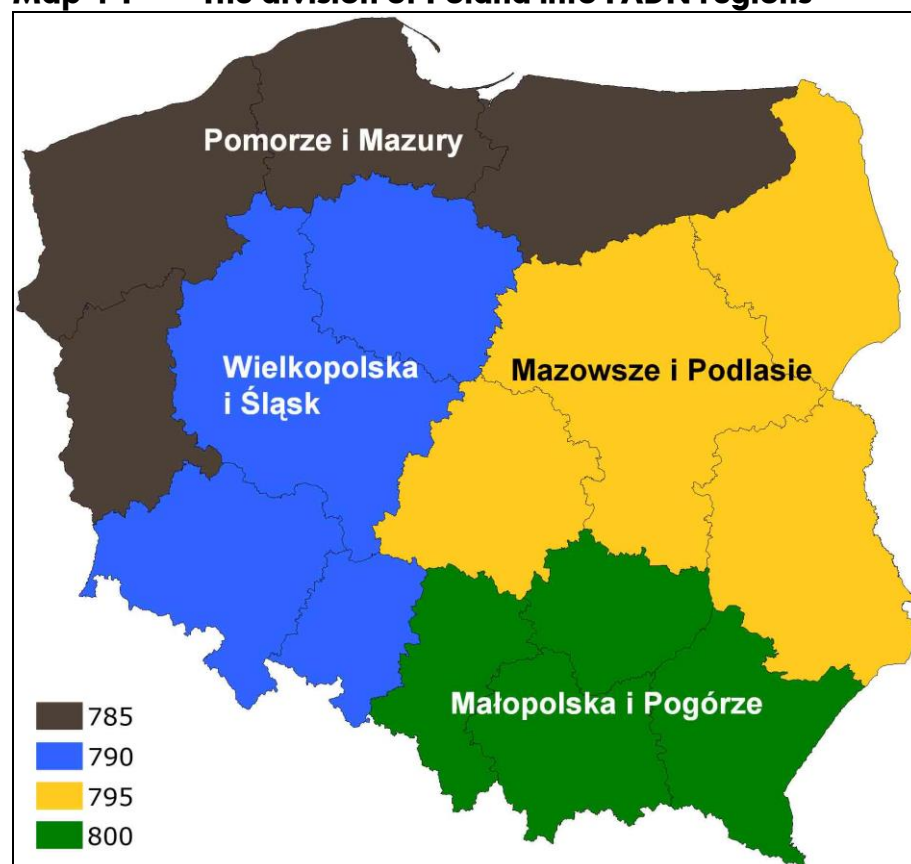 Pomorze i Mazury
Wielkopolska
i Śląsk
Mazowsze i Podlasie
Małopolska i Pogórze
785
790
795
800